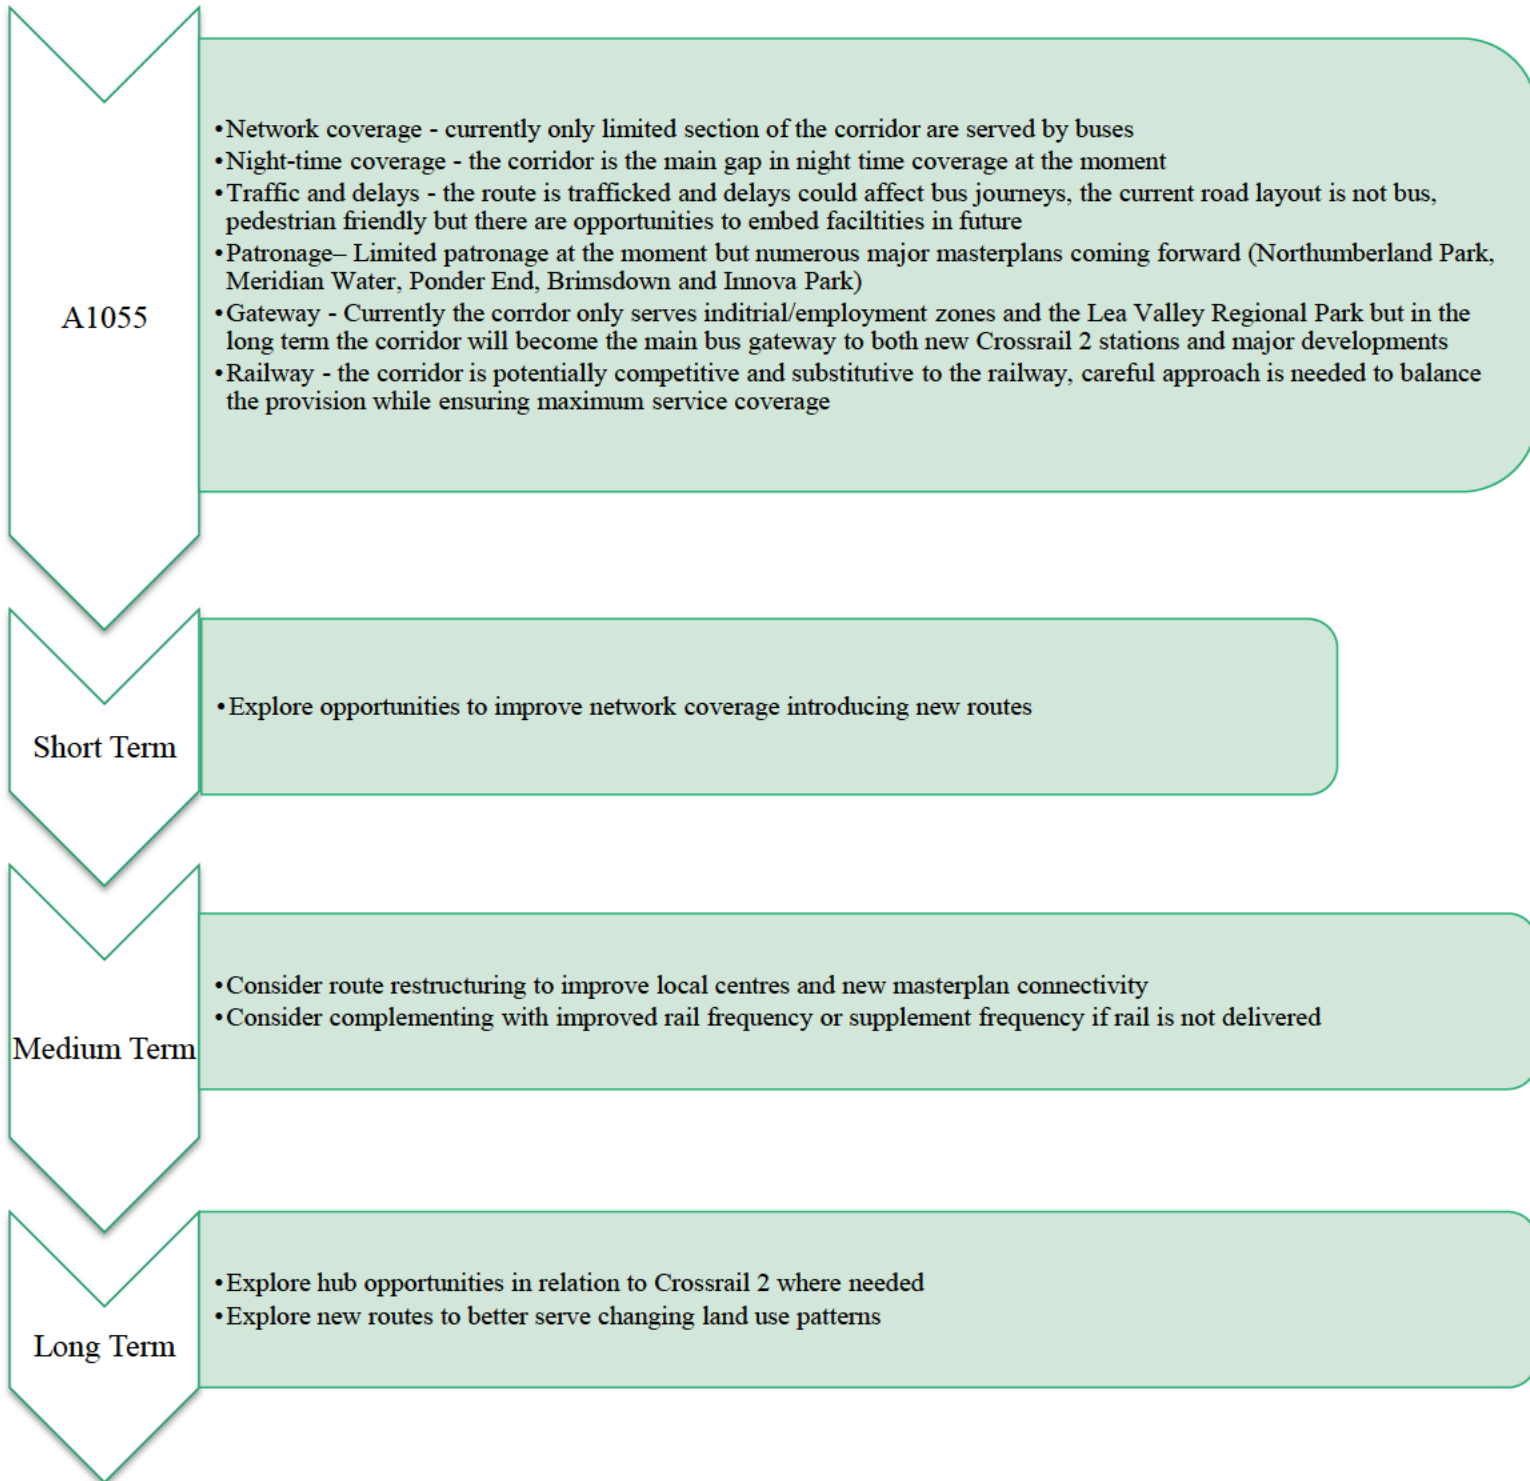 A1055
•Network coverage - currently only limited section of the corridor are served by buses
•Night-time coverage - the corridor is the main gap in night time coverage at the moment
•Traffic and delays - the route is trafficked and delays could affect bus journeys, the current road layout is not bus,
pedestrian friendly but there are opportunities to embed faciltities in future
•Patronage– Limited patronage at the moment but numerous major masterplans coming forward (Northumberland Park,
Meridian Water, Ponder End, Brimsdown and Innova Park)
•Gateway - Currently the corrdor only serves inditrial/employment zones and the Lea Valley Regional Park but in the
long term the corridor will become the main bus gateway to both new Crossrail 2 stations and major developments
•Railway - the corridor is potentially competitive and substitutive to the railway, careful approach is needed to balance
the provision while ensuring maximum service coverage
Short Term
•Explore opportunities to improve network coverage introducing new routes
Medium Term
•Consider route restructuring to improve local centres and new masterplan connectivity
•Consider complementing with improved rail frequency or supplement frequency if rail is not delivered
Long Term
•Explore hub opportunities in relation to Crossrail 2 where needed
•Explore new routes to better serve changing land use patterns